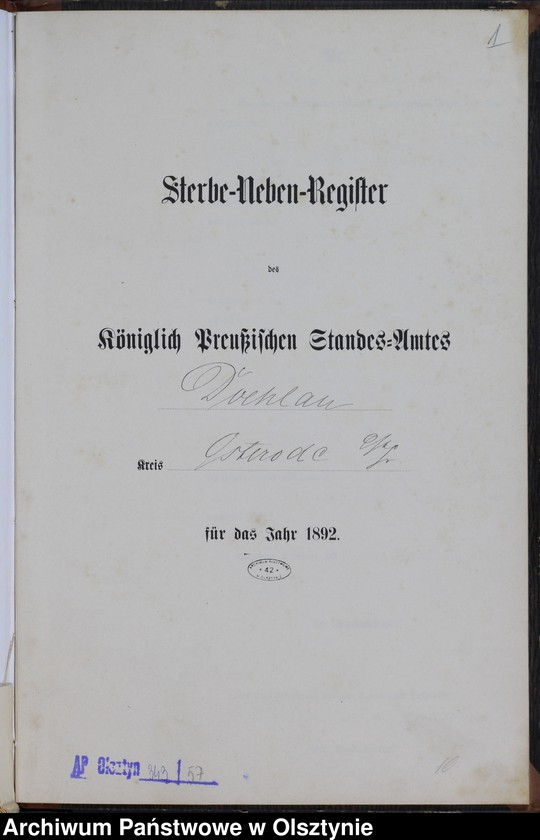 1
Sterbe-Neben-Register
des
Königlich Preußischen Standes-Amtes
Döehlau
Kreis Osterode O/Pr
für das Jahr 1892.
* 42 *
AP Olsztyn 343 / 57
10
Archiwum Państwowe w Olsztynie